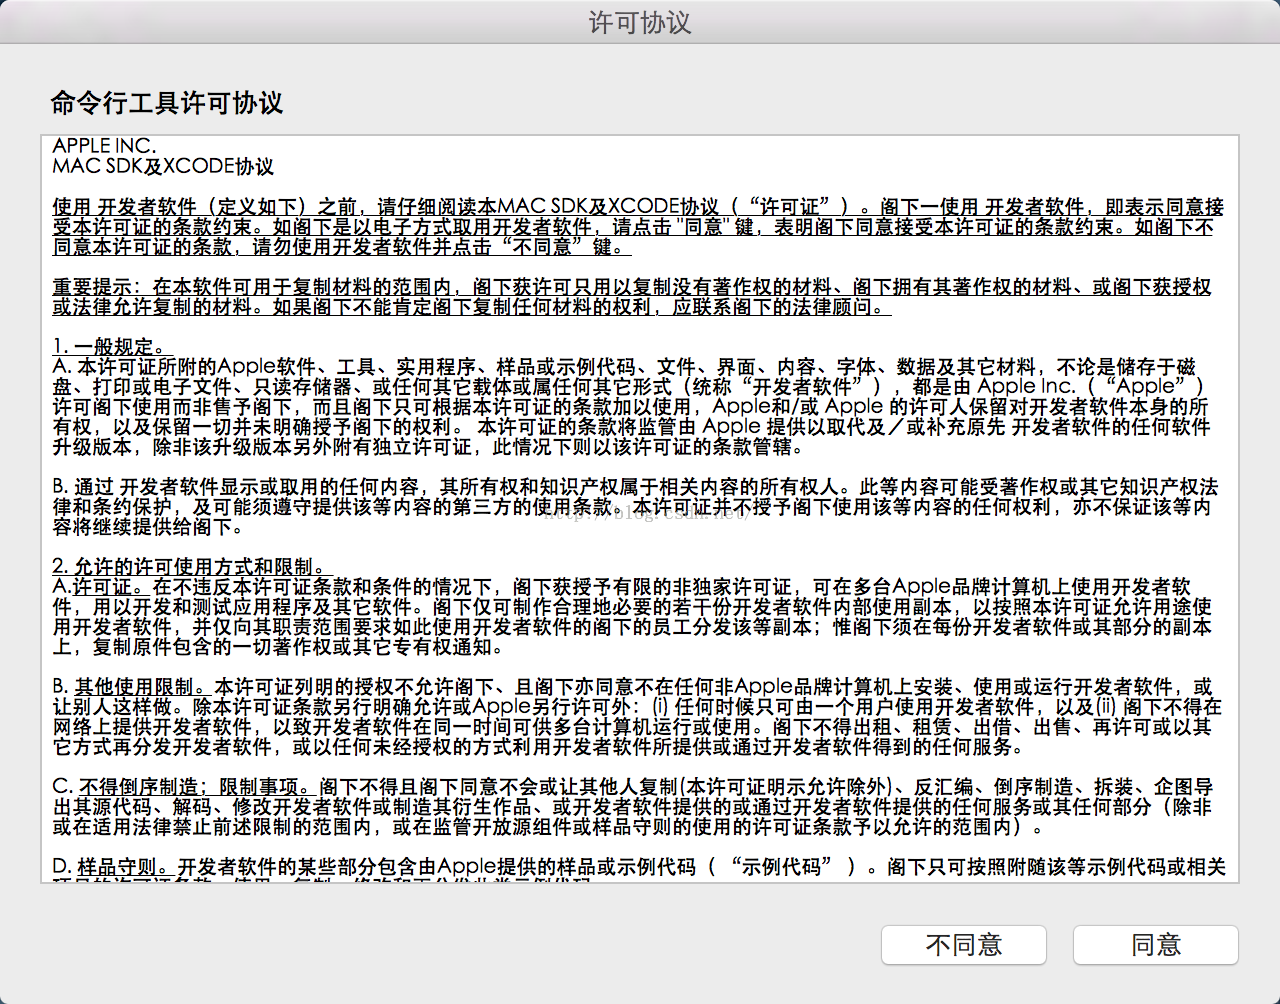 许可协议
命令行工具许可协议
APPLE INC.
MAC SDK及XCODE协议
使用 开发者软件（定义如下）之前，请仔细阅读本MAC SDK及XCODE协议（“许可证”）。阁下一使用 开发者软件，即表示同意接
受本许可证的条款约束。如阁下是以电子方式取用开发者软件，请点击 "同意" 键，表明阁下同意接受本许可证的条款约束。如阁下不
同意本许可证的条款，请勿使用开发者软件并点击“不同意”键。
重要提示：在本软件可用于复制材料的范围内，阁下获许可只用以复制没有著作权的材料、阁下拥有其著作权的材料、或阁下获授权
或法律允许复制的材料。如果阁下不能肯定阁下复制任何材料的权利，应联系阁下的法律顾问。
1. 一般规定。
A. 本许可证所附的Apple软件、工具、实用程序、样品或示例代码、文件、界面、内容、字体、数据及其它材料，不论是储存于磁
盘、打印或电子文件、只读存储器、或任何其它载体或属任何其它形式（统称“开发者软件”），都是由 Apple Inc.（“Apple”）
许可阁下使用而非售予阁下，而且阁下只可根据本许可证的条款加以使用，Apple和/或 Apple 的许可人保留对开发者软件本身的所
有权，以及保留一切并未明确授予阁下的权利。 本许可证的条款将监管由 Apple 提供以取代及／或补充原先 开发者软件的任何软件
升级版本，除非该升级版本另外附有独立许可证，此情况下则以该许可证的条款管辖。
B. 通过 开发者软件显示或取用的任何内容，其所有权和知识产权属于相关内容的所有权人。此等内容可能受著作权或其它知识产权法
律和条约保护，及可能须遵守提供该等内容的第三方的使用条款。本许可证并不授予阁下使用该等内容的任何权利，亦不保证该等内
http://blog.csdn.net/
容将继续提供给阁下。
2. 允许的许可使用方式和限制。
A.许可证。在不违反本许可证条款和条件的情况下，阁下获授予有限的非独家许可证，可在多台Apple品牌计算机上使用开发者软
件，用以开发和测试应用程序及其它软件。阁下仅可制作合理地必要的若干份开发者软件内部使用副本，以按照本许可证允许用途使
用开发者软件，并仅向其职责范围要求如此使用开发者软件的阁下的员工分发该等副本；惟阁下须在每份开发者软件或其部分的副本
上，复制原件包含的一切著作权或其它专有权通知。
B. 其他使用限制。本许可证列明的授权不允许阁下、且阁下亦同意不在任何非Apple品牌计算机上安装、使用或运行开发者软件，或
让别人这样做。除本许可证条款另行明确允许或Apple另行许可外：(i) 任何时候只可由一个用户使用开发者软件，以及(ii) 阁下不得在
网络上提供开发者软件，以致开发者软件在同一时间可供多台计算机运行或使用。阁下不得出租、租赁、出借、出售、再许可或以其
它方式再分发开发者软件，或以任何未经授权的方式利用开发者软件所提供或通过开发者软件得到的任何服务。
C. 不得倒序制造；限制事项。阁下不得且阁下同意不会或让其他人复制(本许可证明示允许除外)、反汇编、倒序制造、拆装、企图导
出其源代码、解码、修改开发者软件或制造其衍生作品、或开发者软件提供的或通过开发者软件提供的任何服务或其任何部分（除非
或在适用法律禁止前述限制的范围内，或在监管开放源组件或样品守则的使用的许可证条款予以允许的范围内）。
D. 样品守则。开发者软件的某些部分包含由Apple提供的样品或示例代码（ “示例代码” ）。阁下只可按照附随该等示例代码或相关
不同意
同意